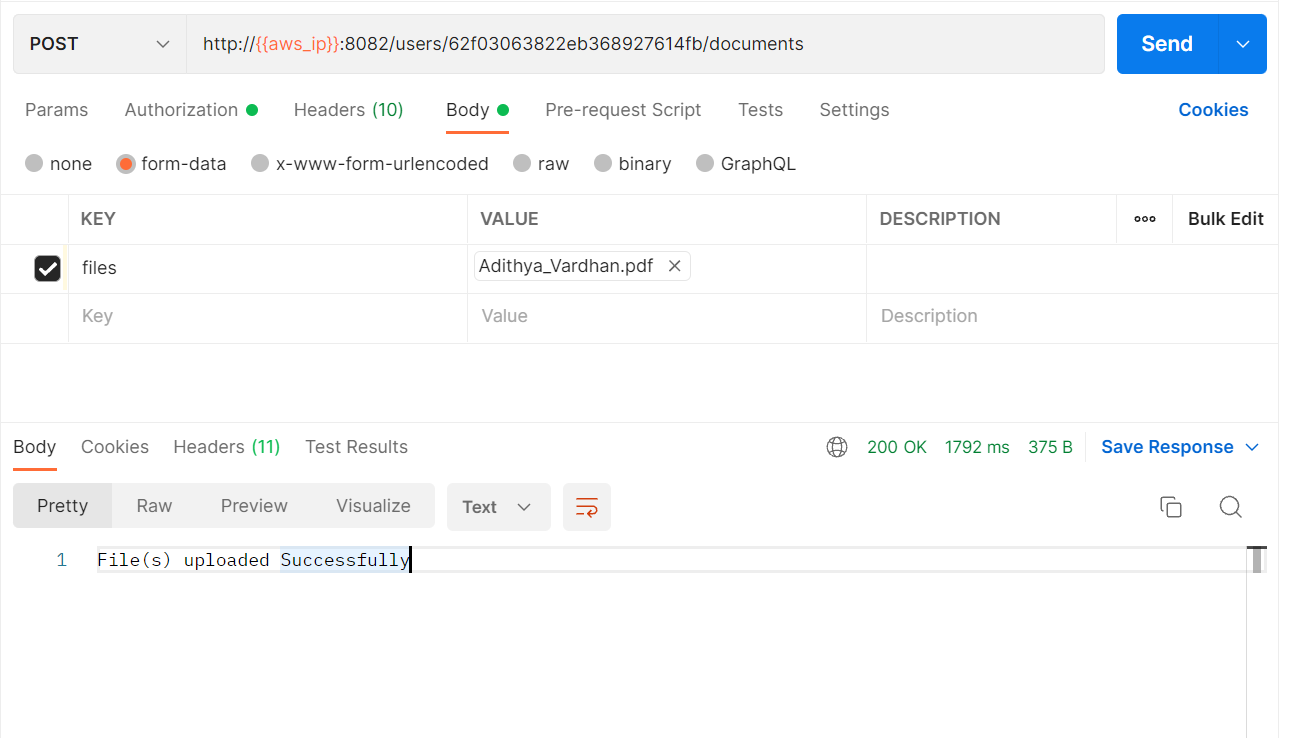 POST http://{{aws_ip}}:8082/users/62f03063822eb368927614fb/documents Send
Params Authorization Headers (10) Body Pre-request Script Tests Settings Cookies
none form-data x-www-form-urlencoded raw binary GraphQL
KEY VALUE DESCRIPTION ooo Bulk Edit
files Adithya_Vardhan.pdf
Key Value Description
Body Cookies Headers (11) Test Results 200 OK 1792 ms 375 B Save Response
Pretty Raw Preview Visualize Text
1 File(s) uploaded Successfully